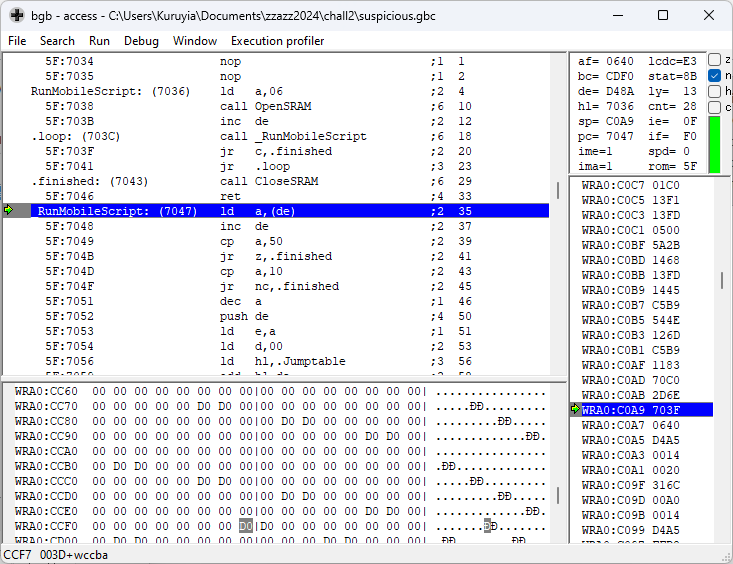 bgb - access - C:\Users\Kuruyia\Documents\zzazz2024\chall2\suspicious.gbc
File Search Run Debug Window Execution profiler
5F:7034 nop ;1 1
5F:7035 nop ;1 2
RunMobileScript: (7036) ld a,06 ;2 4
5F:7038 call OpenSRAM ;6 10
5F:703B inc de ;2 12
.loop: (703C) call _RunMobileScript ;6 18
5F:703F jr c,.finished ;2 20
5F:7041 jr .loop ;3 23
.finished: (7043) call CloseSRAM ;6 29
5F:7046 ret ;4 33
_RunMobileScript: (7047) ld a,(de) ;2 35
5F:7048 inc de ;2 37
5F:7049 cp a,50 ;2 39
5F:704B jr z,.finished ;2 41
5F:704D cp a,10 ;2 43
5F:704F jr nc,.finished ;2 45
5F:7051 dec a ;1 46
5F:7052 push de ;4 50
5F:7053 ld e,a ;1 51
5F:7054 ld d,00 ;2 53
5F:7056 ld hl,.Jumptable ;3 56
af= 0640 lcdc=E3 z
bc= CDF0 stat=8B n
de= D48A ly= 13 h
hl= 7036 cnt= 28 c
sp= C0A9 ie= 0F
pc= 7047 if= F0
ime=1 spd= 0
ima=1 rom= 5F
WRA0:C0C7 01C0
WRA0:C0C5 13F1
WRA0:C0C3 13FD
WRA0:C0C1 0500
WRA0:C0BF 5A2B
WRA0:C0BD 1468
WRA0:C0BB 13FD
WRA0:C0B9 1445
WRA0:C0B7 C5B9
WRA0:C0B5 544E
WRA0:C0B3 126D
WRA0:C0B1 C5B9
WRA0:C0AF 1183
WRA0:C0AD 70C0
WRA0:C0AB 2D6E
WRA0:C0A9 703F
WRA0:C0A7 0640
WRA0:C0A5 D4A5
WRA0:C0A3 0014
WRA0:C0A1 0020
WRA0:C09F 316C
WRA0:C09D 00A0
WRA0:C09B 0014
WRA0:C099 D4A5
WRA0:CC60 00 00 00 00 00 00 00 00|00 00 00 00 00 00 00 00| ................
WRA0:CC70 00 00 00 00 00 D0 D0 00|00 00 00 00 00 00 00 00| .....ÐÐ.........
WRA0:CC80 00 00 00 00 00 00 00 00|00 D0 D0 00 00 00 00 00| .........ÐÐ.....
WRA0:CC90 00 00 00 00 00 00 00 00|00 00 00 00 00 D0 D0 00| .............ÐÐ.
WRA0:CCA0 00 00 00 00 00 00 00 00|00 00 00 00 00 00 00 00| ................
WRA0:CCB0 00 D0 D0 00 00 00 00 00|00 00 00 00 00 00 00 00| .ÐÐ.............
WRA0:CCC0 00 00 00 00 00 D0 D0 00|00 00 00 00 00 00 00 00| .....ÐÐ.........
WRA0:CCD0 00 00 00 00 00 00 00 00|00 D0 D0 00 00 00 00 00| .........ÐÐ.....
WRA0:CCE0 00 00 00 00 00 00 00 00|00 00 00 00 00 D0 D0 00| .............ÐÐ.
WRA0:CCF0 00 00 00 00 00 00 00 D0|D0 00 00 00 00 00 00 00| .......ÐÐ.......
CCF7 003D+wccba